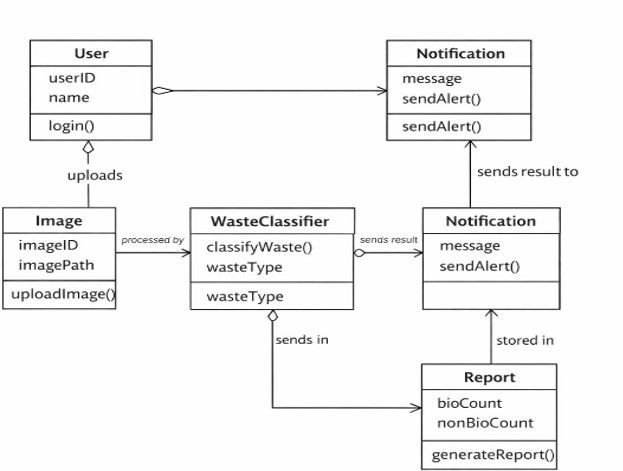 User
userID
name
login()
Notification
message
sendAlert()
sendAlert()
uploads
sends result to
Image
imageID
imagePath
uploadImage()
processed by
WasteClassifier
classifyWaste()
wasteType
wasteType
sends result
Notification
message
sendAlert()
sends in
stored in
Report
bioCount
nonBioCount
generateReport()